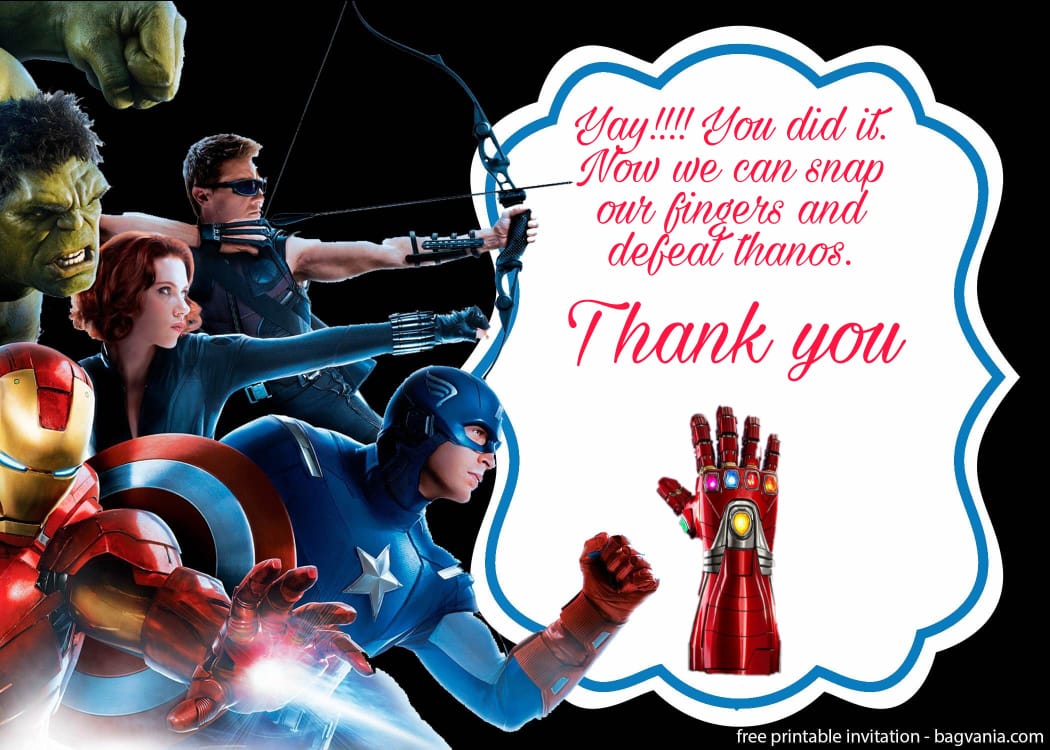 Yay!!!! You did it.
Now we can snap
our fingers and
defeat thanos.
Thank you
free printable invitation - bagvania.com